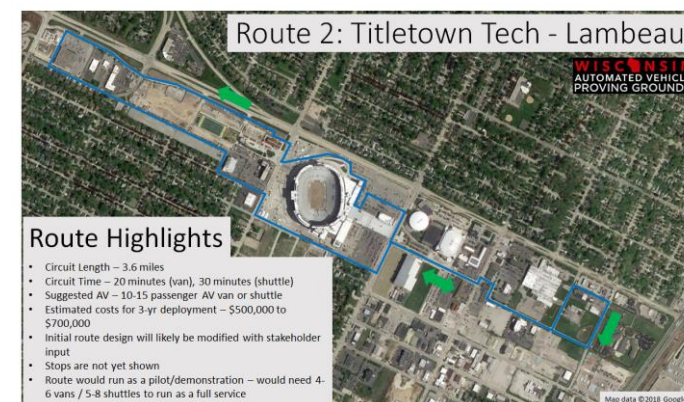 Route 2: Titletown Tech - Lambeau
WISCONSIN
AUTOMATED VEHICLE
PROVING GROUND
Route Highlights
• Circuit Length – 3.6 miles
• Circuit Time – 20 minutes (van), 30 minutes (shuttle)
• Suggested AV – 10-15 passenger AV van or shuttle
• Estimated costs for 3-yr deployment – $500,000 to
$700,000
• Initial route design will likely be modified with stakeholder
input
• Stops are not yet shown
• Route would run as a pilot/demonstration – would need 4-
6 vans / 5-8 shuttles to run as a full service
Map data ©2018 Google